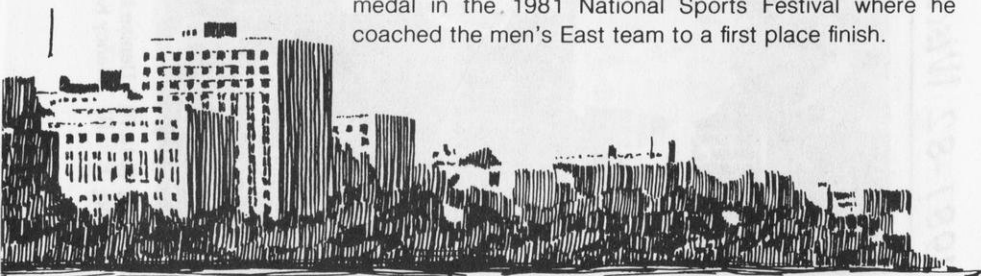 medal in the 1981 National Sports Festival where he
coached the men's East team to a first place finish.